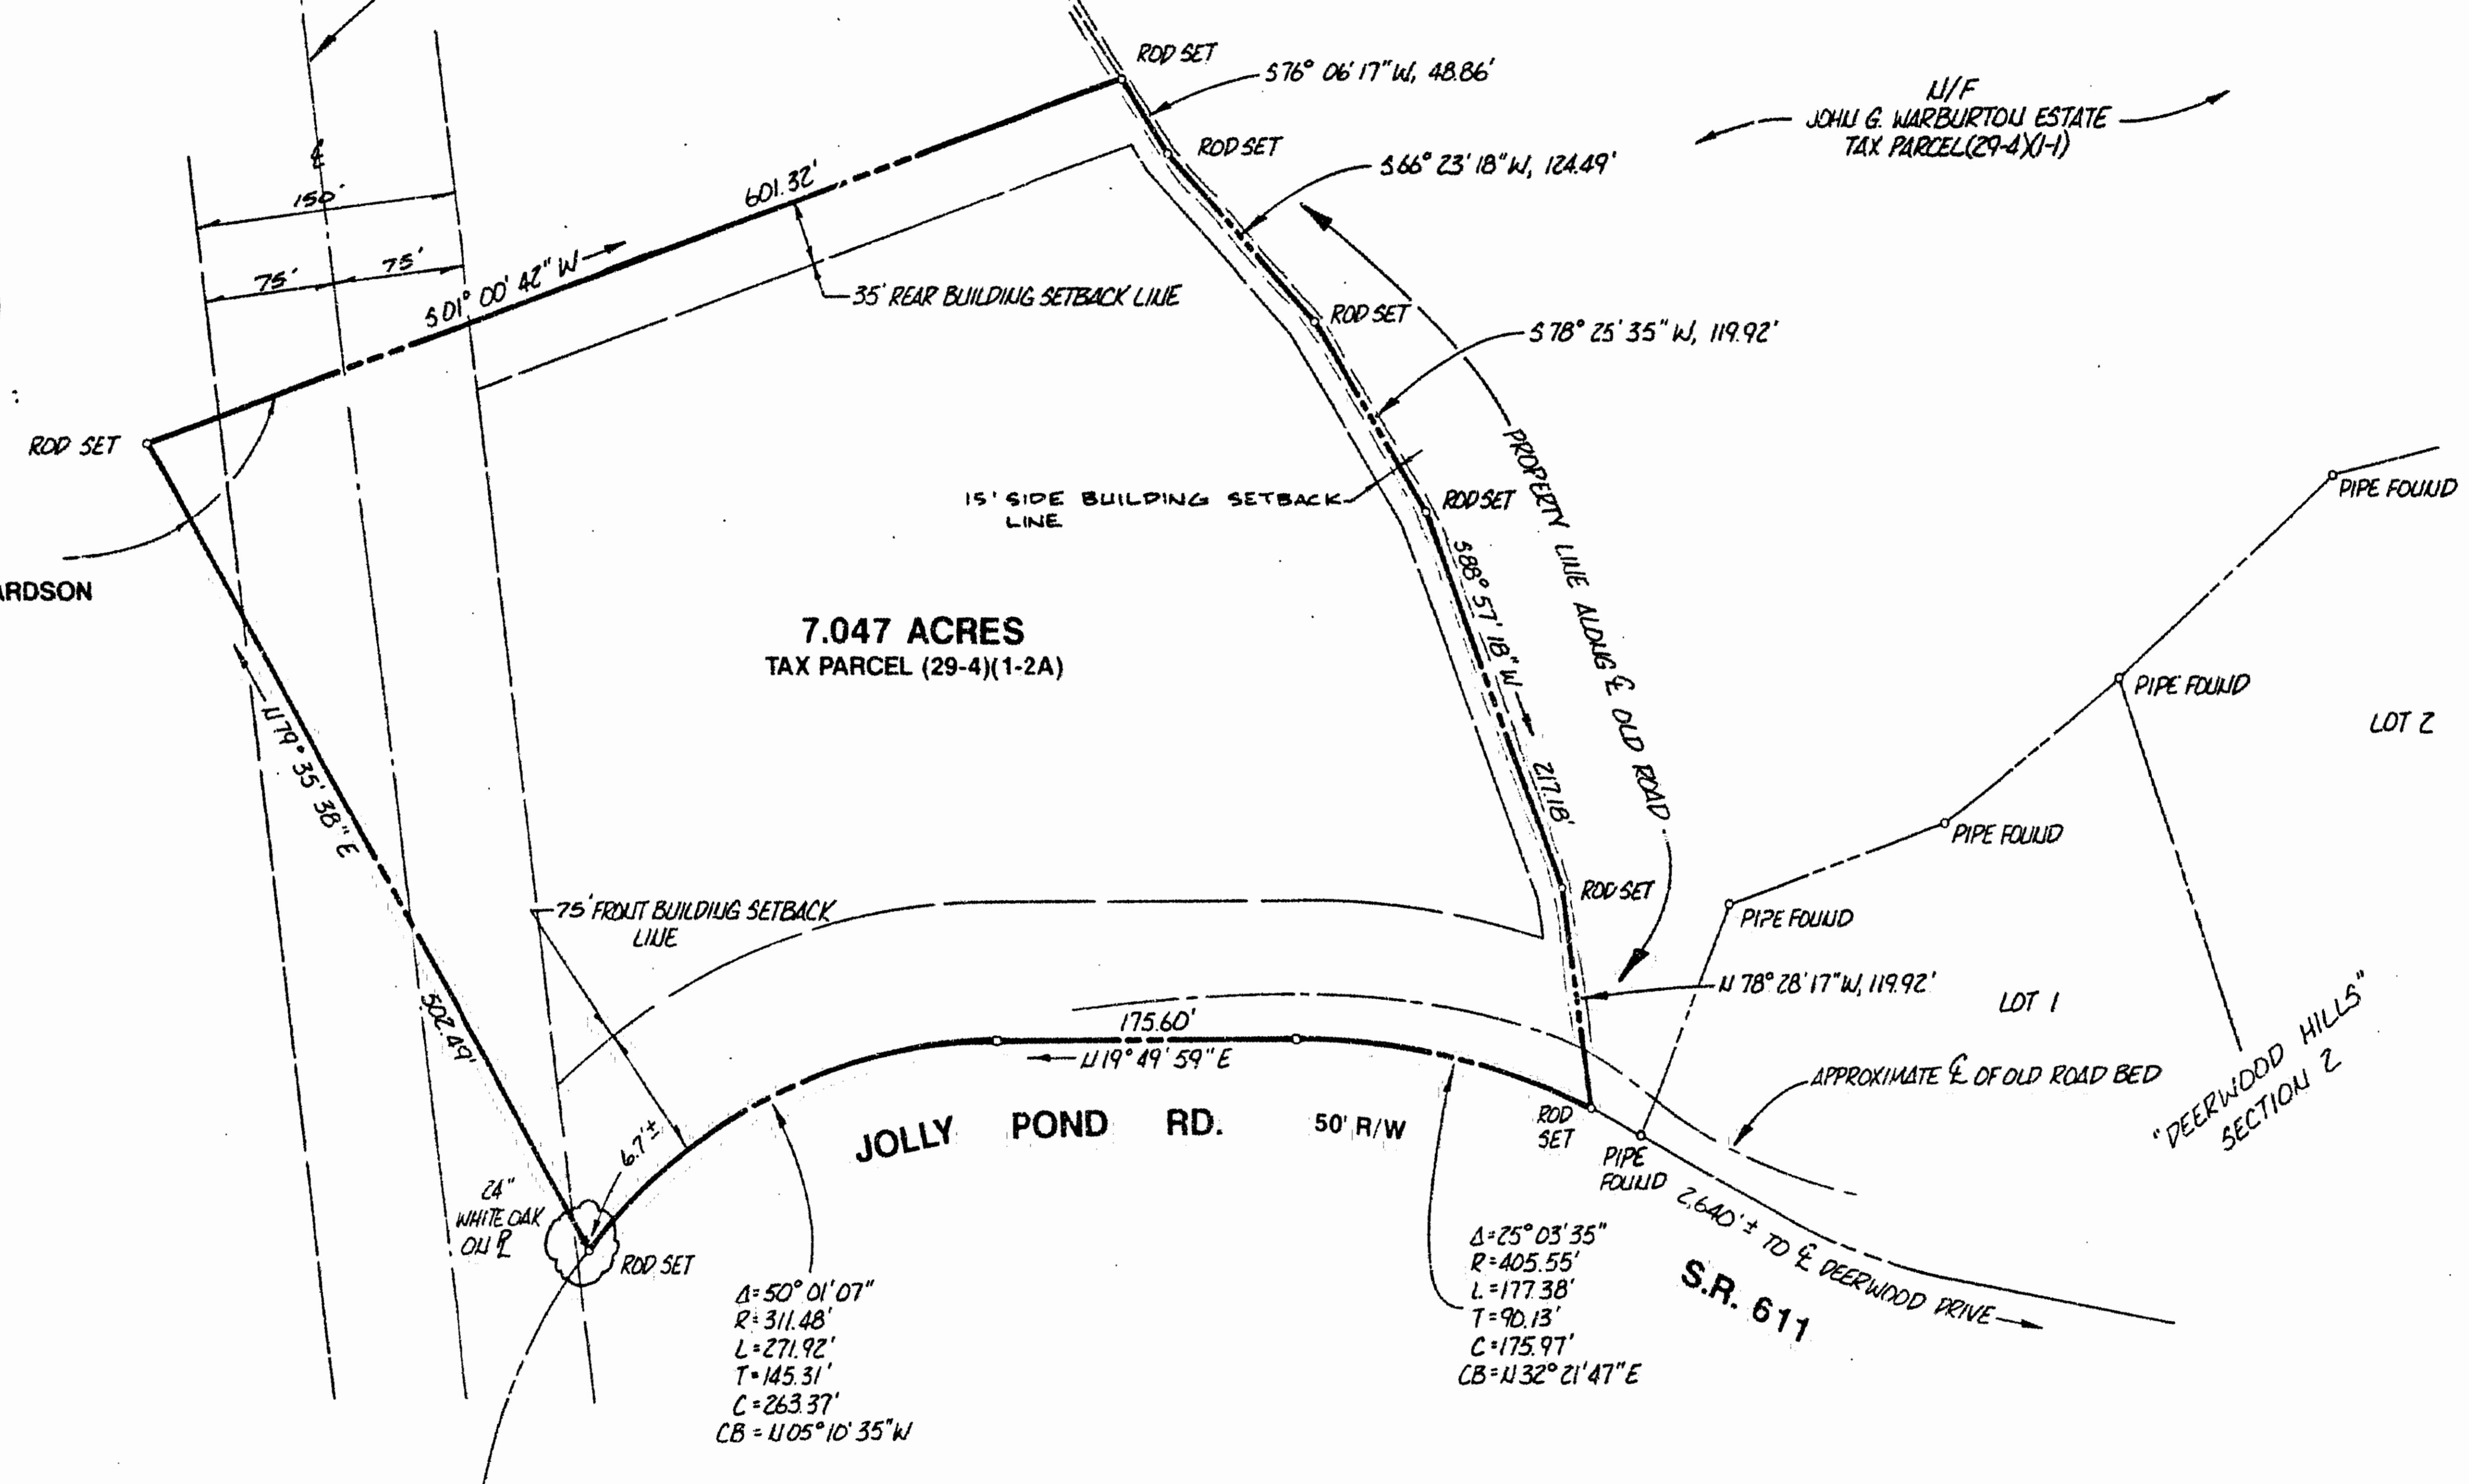 ROD SET
S76° 06' 17" W, 48.86'
N/F
JOHN G. WARBURTON ESTATE
TAX PARCEL(29-4)(1-1)
ROD SET
S66° 23' 18" W, 124.49'
℄
150'
75'
75'
601.32'
S01° 00' 42" W
35' REAR BUILDING SETBACK LINE
ROD SET
S78° 25' 35" W, 119.92'
ROD SET
15' SIDE BUILDING SETBACK
LINE
ROD SET
PROPERTY LINE ALONG ℄ OLD ROAD
PIPE FOUND
ARDSON
7.047 ACRES
TAX PARCEL (29-4)(1-2A)
S88° 57' 18" W
217.18'
PIPE FOUND
LOT 2
N79° 35' 38" E
502.49'
PIPE FOUND
75' FRONT BUILDING SETBACK
LINE
ROD SET
PIPE FOUND
N 78° 28' 17" W, 119.92'
LOT 1
175.60'
N19° 49' 59" E
APPROXIMATE ℄ OF OLD ROAD BED
"DEERWOOD HILLS"
SECTION 2
JOLLY POND RD. 50' R/W
ROD
SET
PIPE
FOUND
2,640'± TO ℄ DEERWOOD DRIVE
S.R. 611
6.7'±
24"
WHITE OAK
ON ⅊
ROD SET
Δ=50° 01' 07"
R=311.48'
L=271.92'
T=145.31'
C=263.37'
CB = N05° 10' 35" W
Δ=25° 03' 35"
R=405.55'
L=177.38'
T=90.13'
C=175.97'
CB=N32° 21' 47" E